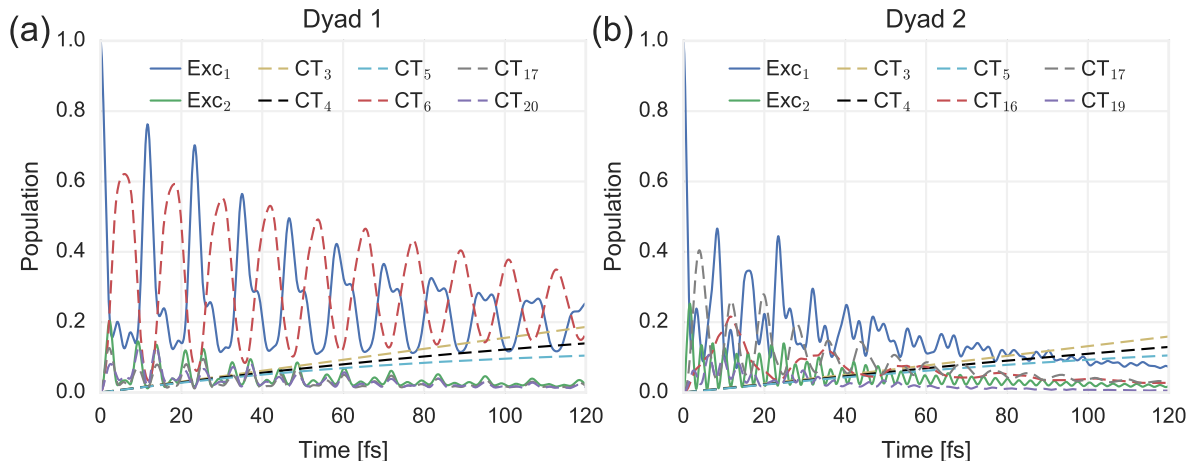 (a)
Dyad 1
1.0
0.8
0.6
0.4
0.2
0.0
Population
Exc₁
CT₃
CT₅
CT₁₇
Exc₂
CT₄
CT₆
CT₂₀
0
20
40
60
80
100
120
Time [fs]
(b)
Dyad 2
1.0
0.8
0.6
0.4
0.2
0.0
Population
Exc₁
CT₃
CT₅
CT₁₇
Exc₂
CT₄
CT₁₆
CT₁₉
0
20
40
60
80
100
120
Time [fs]